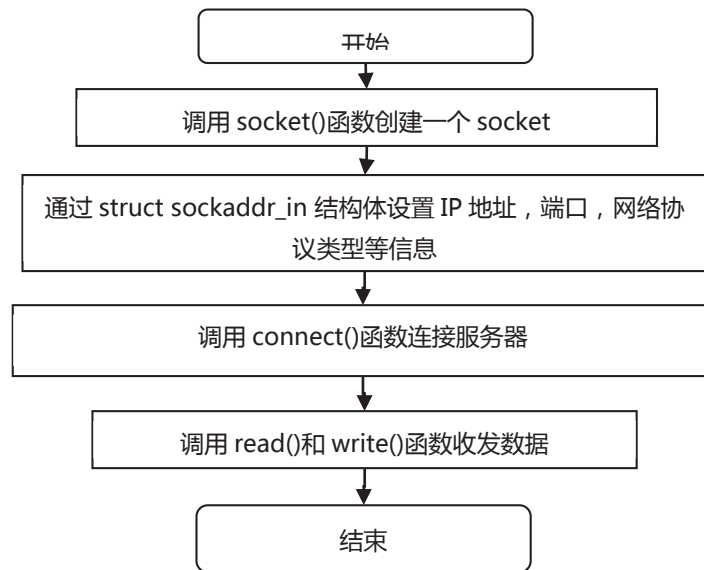 开始
调用 socket()函数创建一个 socket
通过 struct sockaddr_in 结构体设置 IP 地址，端口，网络协
议类型等信息
调用 connect()函数连接服务器
调用 read()和 write()函数收发数据
结束